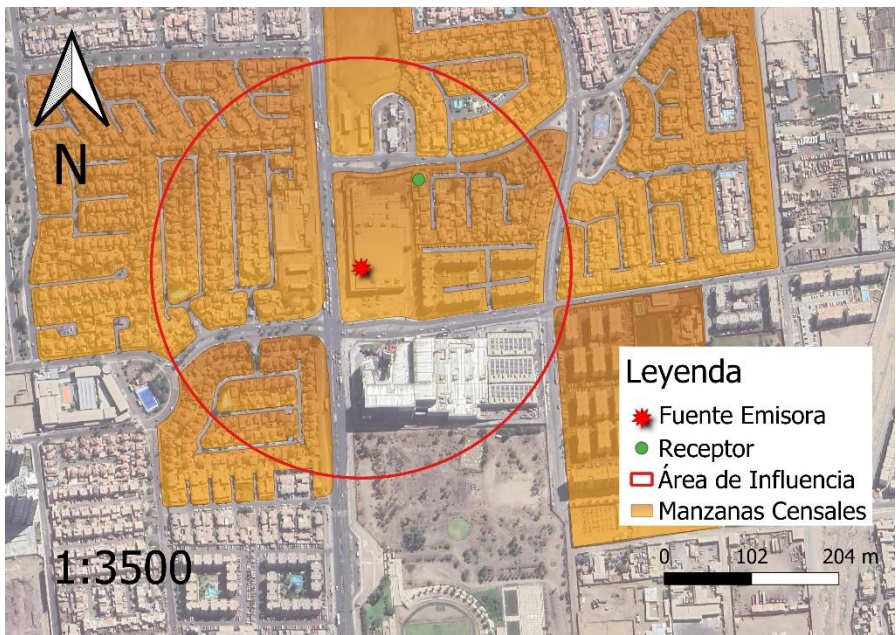 N
Leyenda
Fuente Emisora
Receptor
Área de Influencia
Manzanas Censales
1:3500
0 102 204 m